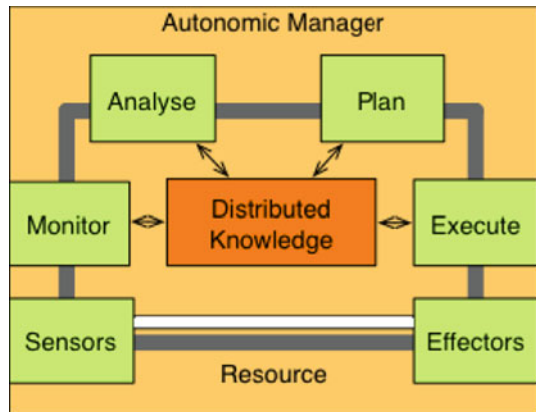 Autonomic Manager
Analyse
Plan
Monitor
Distributed
Knowledge
Execute
Sensors
Effectors
Resource